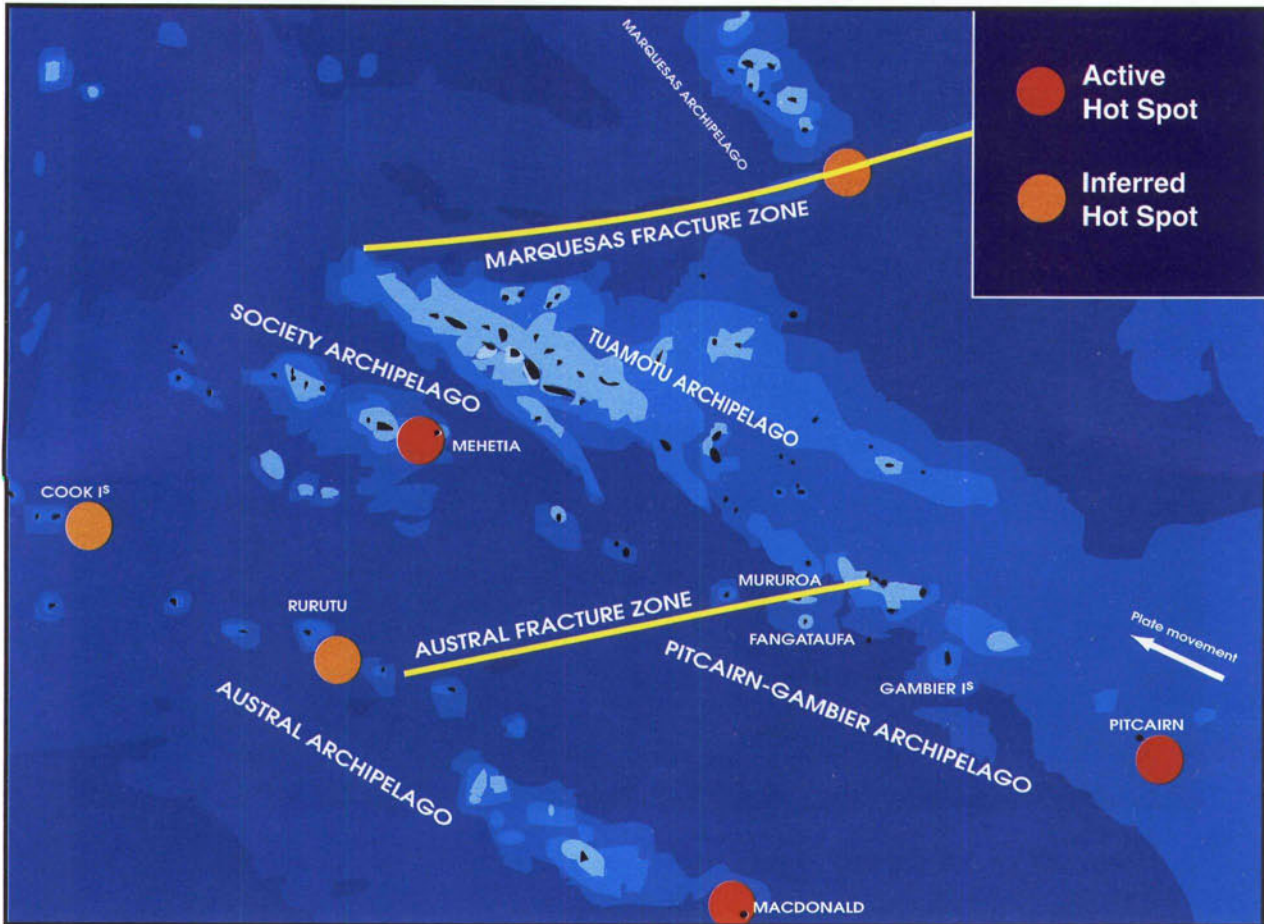 Active
Hot Spot
Inferred
Hot Spot
MARQUESAS ARCHIPELAGO
MARQUESAS FRACTURE ZONE
SOCIETY ARCHIPELAGO
TUAMOTU ARCHIPELAGO
MEHETIA
COOK Iˢ
MURUROA
RURUTU
AUSTRAL FRACTURE ZONE
FANGATAUFA
Plate movement
GAMBIER Iˢ
PITCAIRN-GAMBIER ARCHIPELAGO
AUSTRAL ARCHIPELAGO
PITCAIRN
MACDONALD